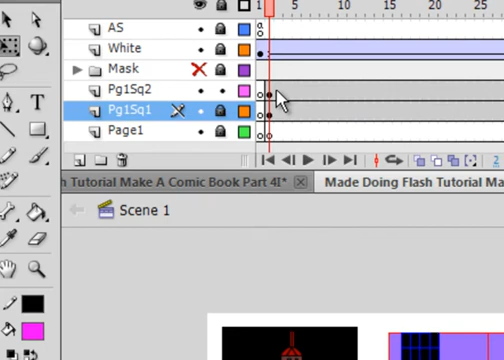 1 5 10 15 20 25
AS
White
Mask
Pg1Sq2
Pg1Sq1
Page1
2
h Tutorial Make A Comic Book Part 4I* Made Doing Flash Tutorial Ma
Scene 1
T